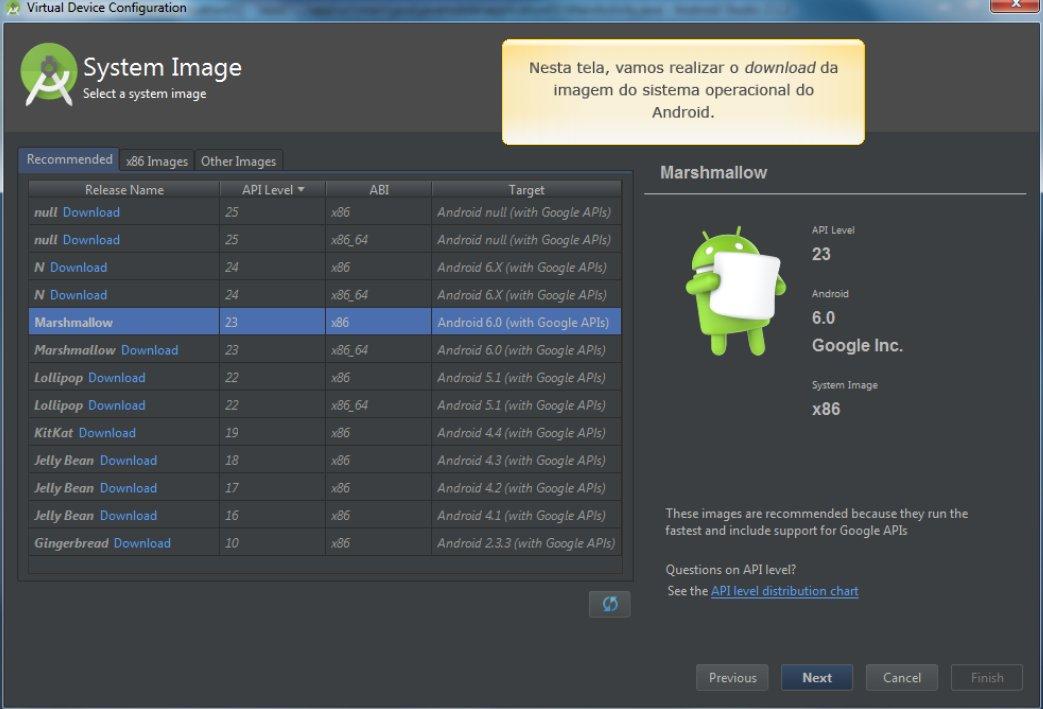 Virtual Device Configuration
x
System Image
Select a system image
Nesta tela, vamos realizar o download da
imagem do sistema operacional do
Android.
Recommended x86 Images Other Images
Release Name API Level ABI Target
null Download 25 x86 Android null (with Google APIs)
null Download 25 x86_64 Android null (with Google APIs)
N Download 24 x86 Android 6.X (with Google APIs)
N Download 24 x86_64 Android 6.X (with Google APIs)
Marshmallow 23 x86 Android 6.0 (with Google APIs)
Marshmallow Download 23 x86_64 Android 6.0 (with Google APIs)
Lollipop Download 22 x86 Android 5.1 (with Google APIs)
Lollipop Download 22 x86_64 Android 5.1 (with Google APIs)
KitKat Download 19 x86 Android 4.4 (with Google APIs)
Jelly Bean Download 18 x86 Android 4.3 (with Google APIs)
Jelly Bean Download 17 x86 Android 4.2 (with Google APIs)
Jelly Bean Download 16 x86 Android 4.1 (with Google APIs)
Gingerbread Download 10 x86 Android 2.3.3 (with Google APIs)
Marshmallow
API Level
23
Android
6.0
Google Inc.
System Image
x86
These images are recommended because they run the
fastest and include support for Google APIs
Questions on API level?
See the API level distribution chart
Previous Next Cancel Finish